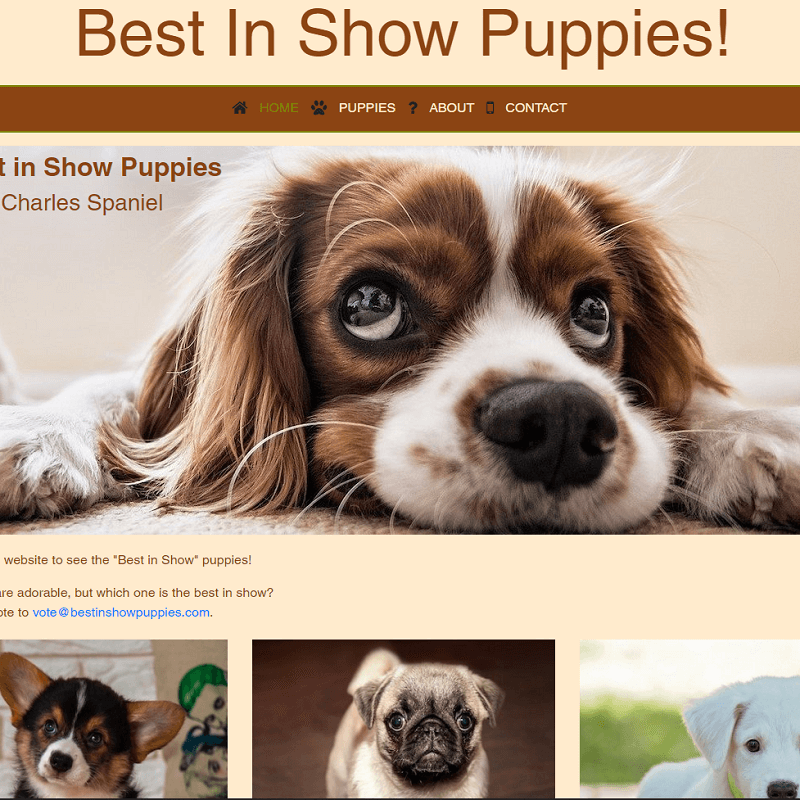 Best In Show Puppies!
HOME PUPPIES ? ABOUT CONTACT
t in Show Puppies
Charles Spaniel
website to see the "Best in Show" puppies!
are adorable, but which one is the best in show?
ote to vote@bestinshowpuppies.com.